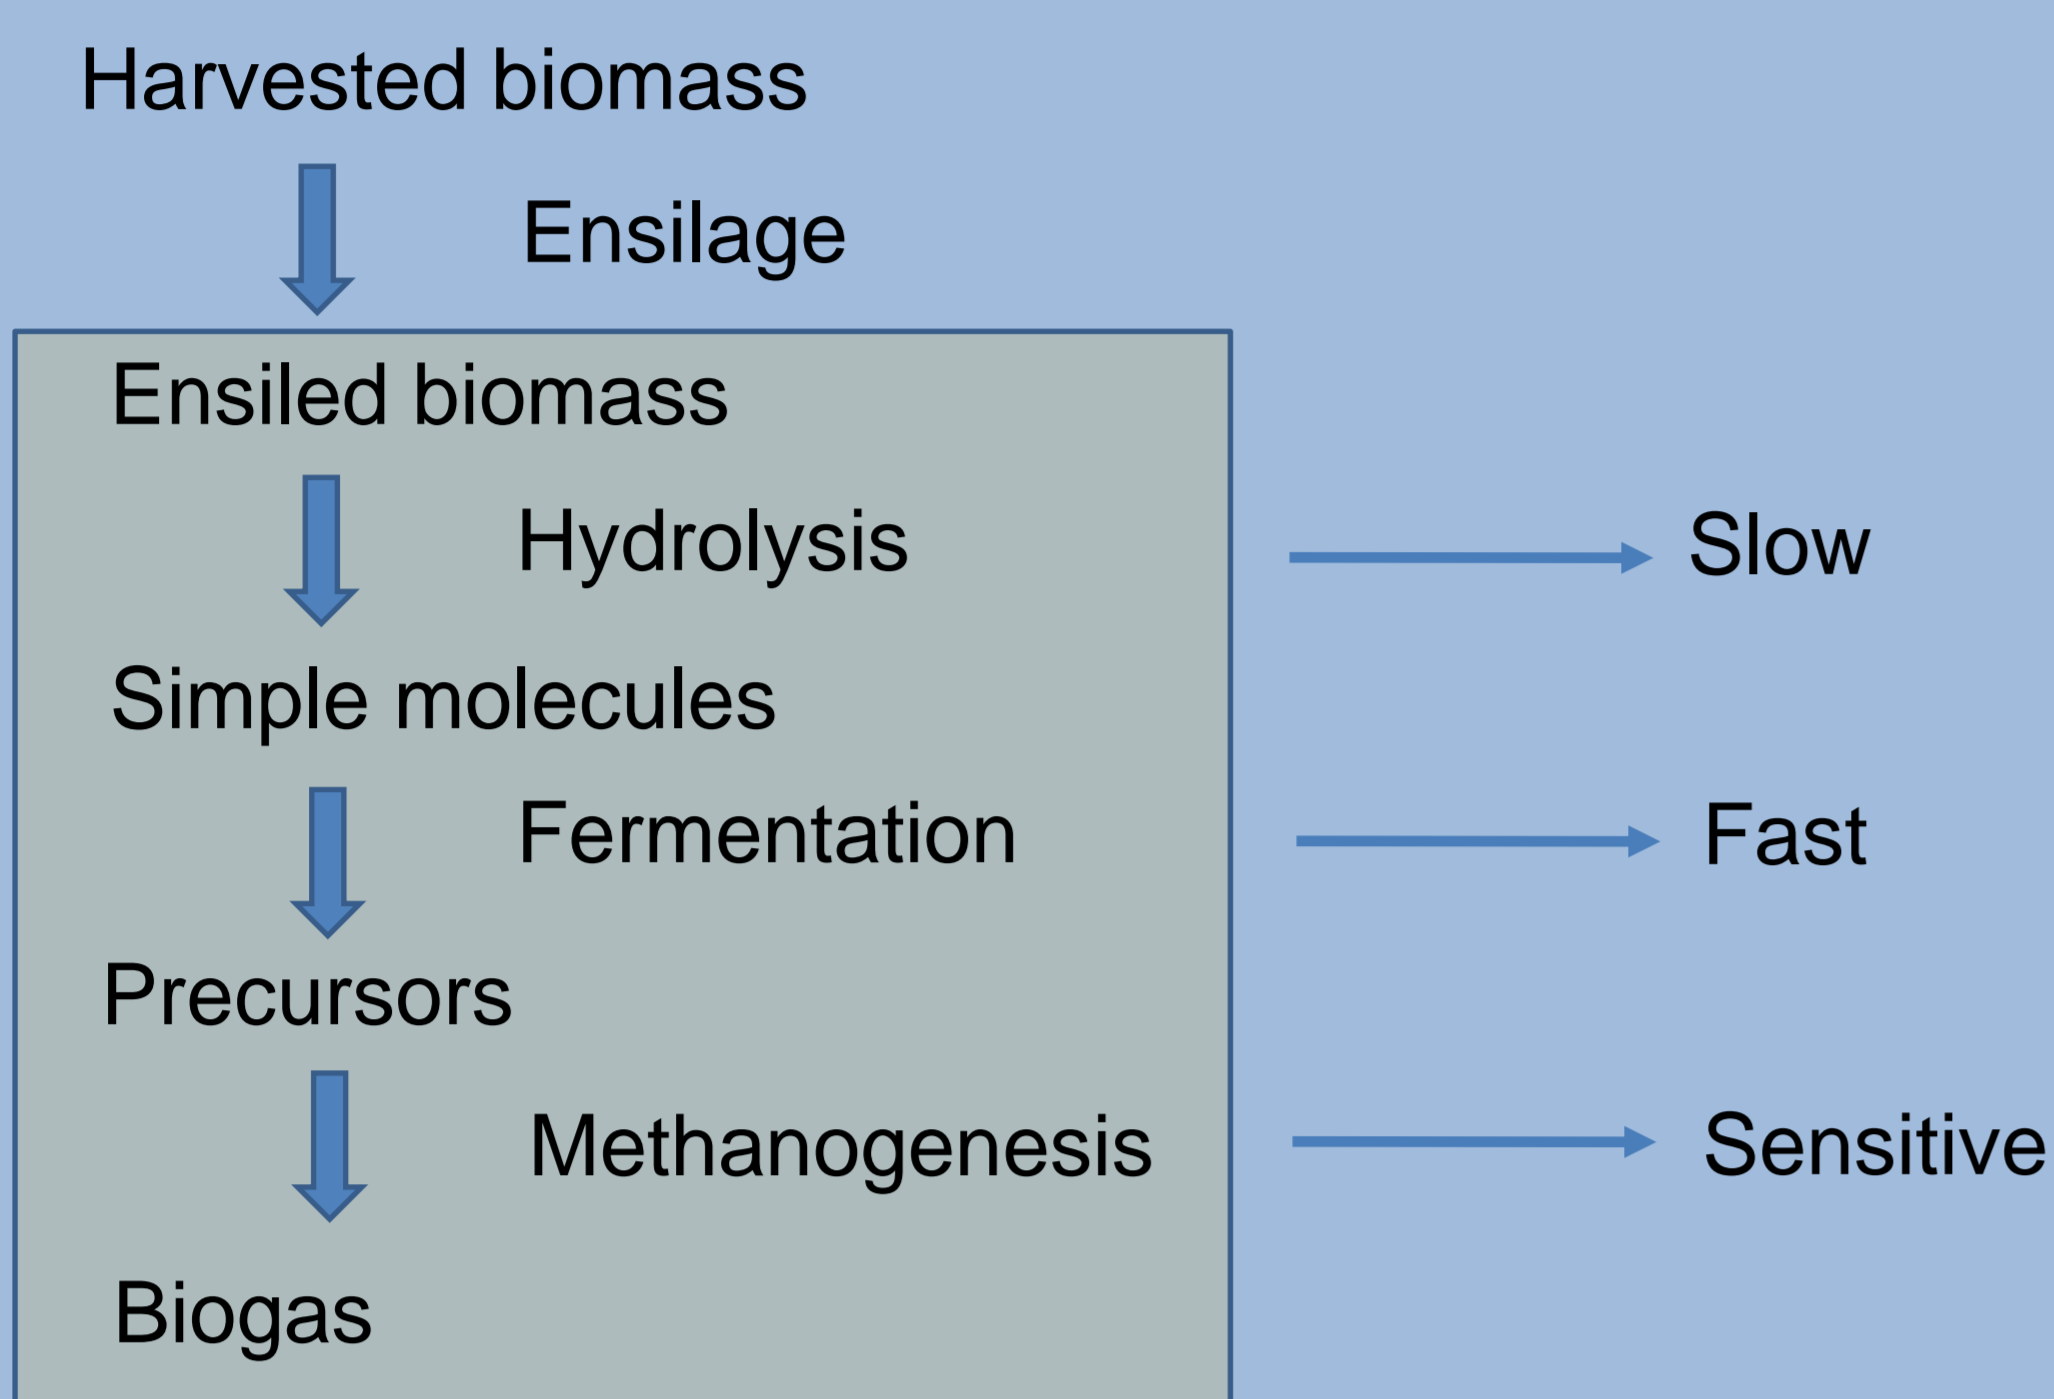 Harvested biomass
Ensilage
Ensiled biomass
Hydrolysis
Slow
Simple molecules
Fermentation
Fast
Precursors
Methanogenesis
Sensitive
Biogas